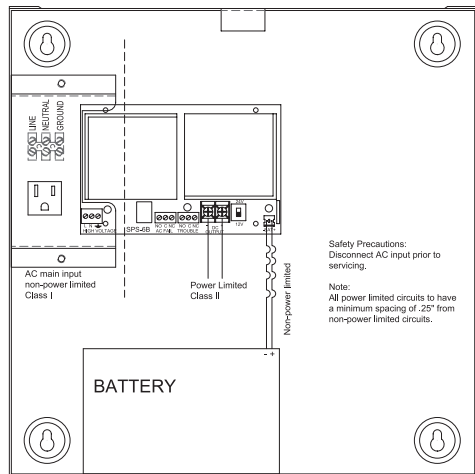 LINE
NEUTRAL
GROUND
L N
HIGH VOLTAGE
SPS-6B
NO C NC
AC FAIL
NO C NC
TROUBLE
- +
DC
OUTPUT
24V
12V
AC main input
non-power limited
Class I
Power Limited
Class II
Non-power limited
Safety Precautions:
Disconnect AC input prior to
servicing.
Note:
All power limited circuits to have
a minimum spacing of .25" from
non-power limited circuits.
- +
BATTERY